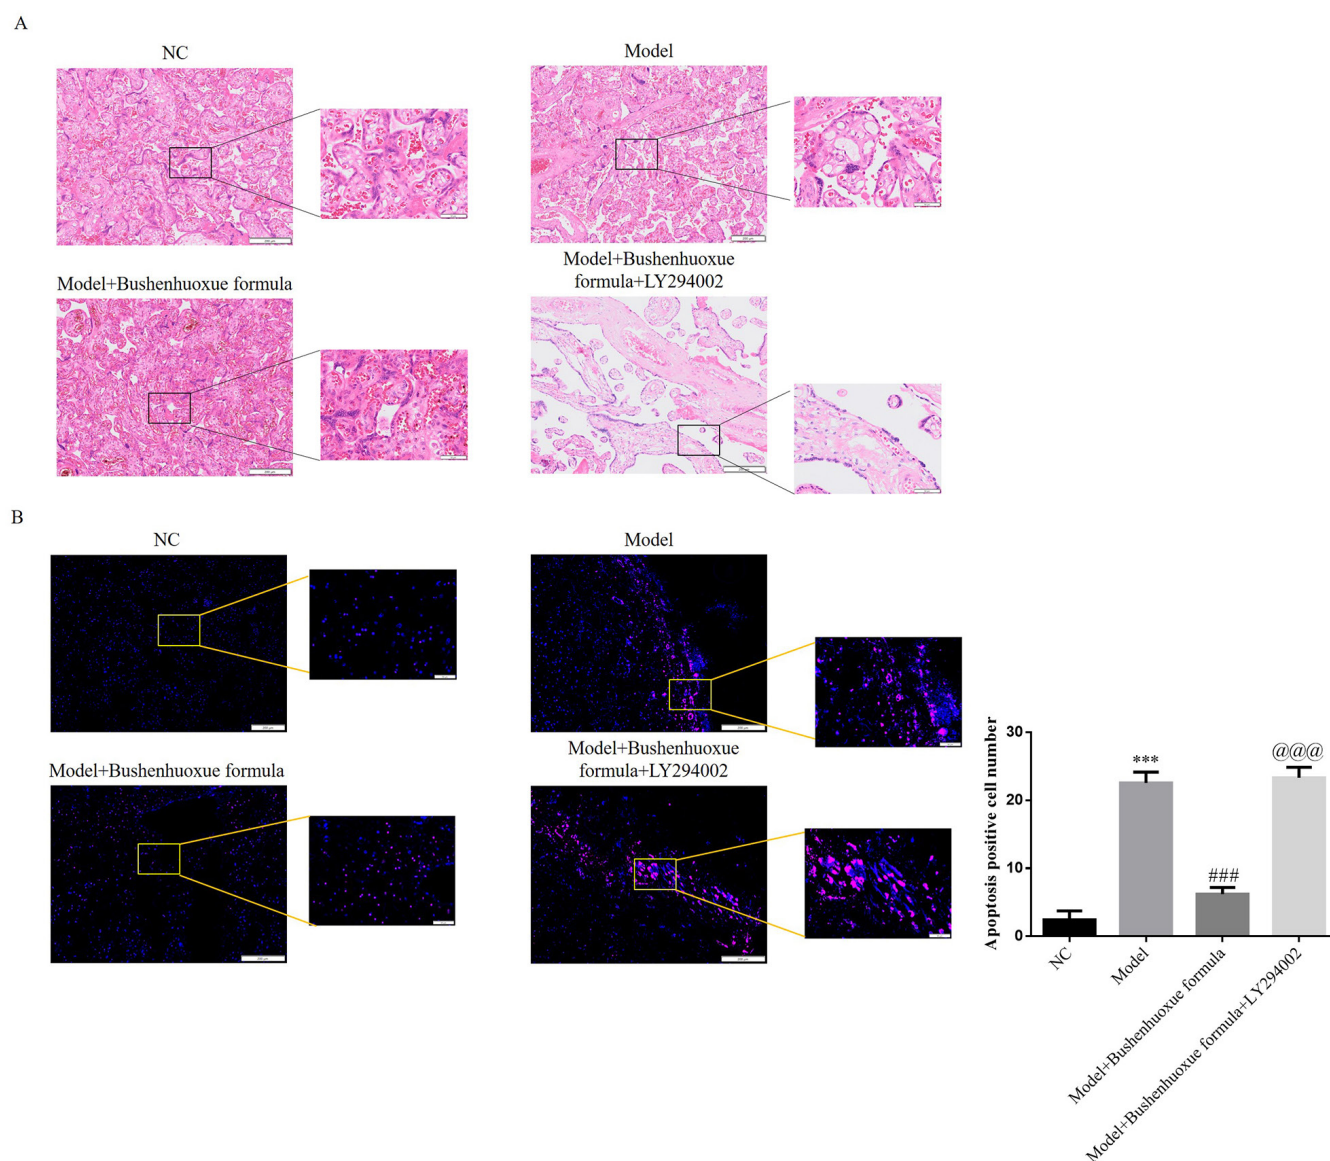 A
NC
Model
Model+Bushenhuoxue formula
Model+Bushenhuoxue
formula+LY294002
B
NC
Model
Model+Bushenhuoxue formula
Model+Bushenhuoxue
formula+LY294002
Apoptosis positive cell number
30
20
10
0
***
###
@@@
NC
Model
Model+Bushenhuoxue formula
Model+Bushenhuoxue formula+LY294002